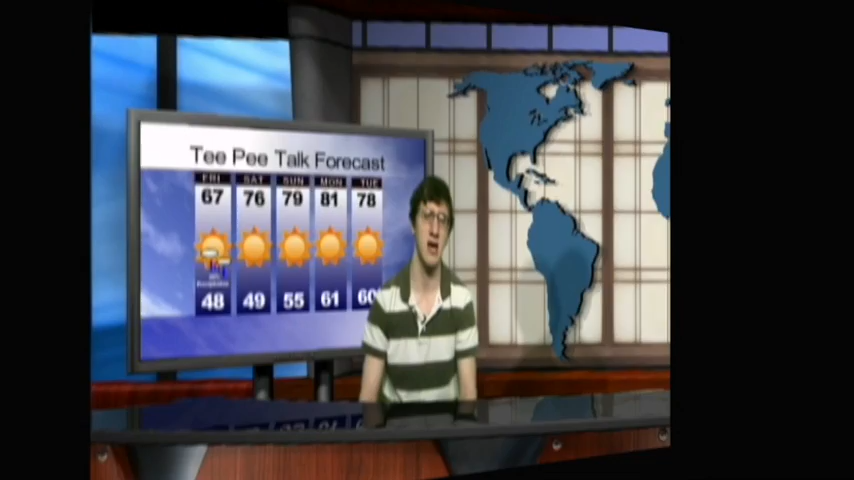 Tee Pee Talk Forecast
FRI SAT SUN MON TUE
67 76 79 81 78
48 49 55 61 60